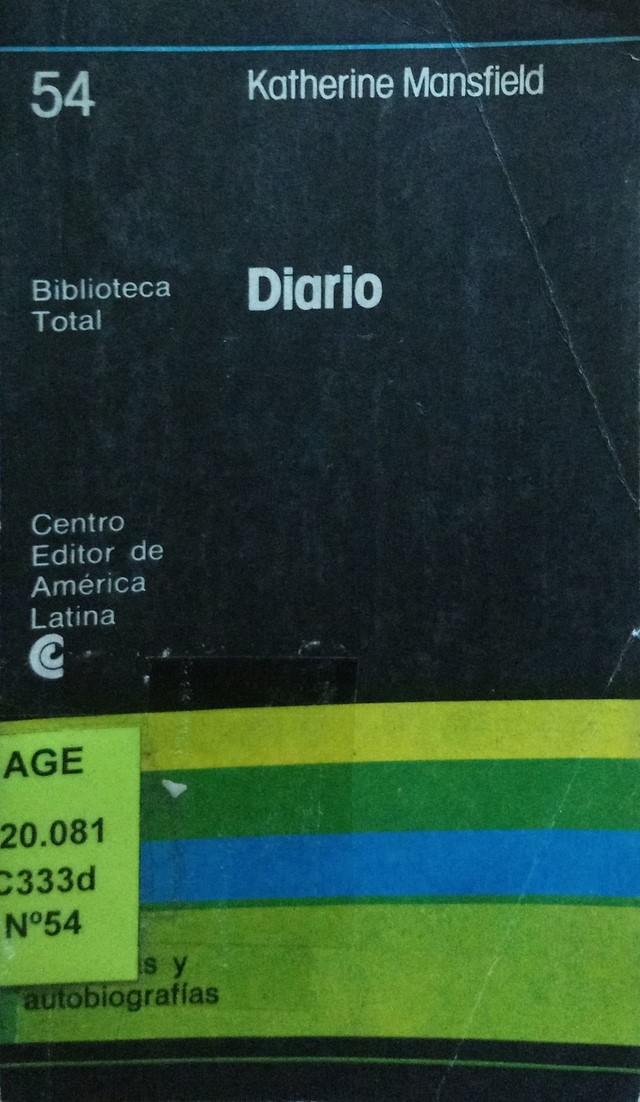 54
Katherine Mansfield
Diario
Biblioteca
Total
Centro
Editor de
América
Latina
AGE
20.081
C333d
Nº54
s y
autobiografías